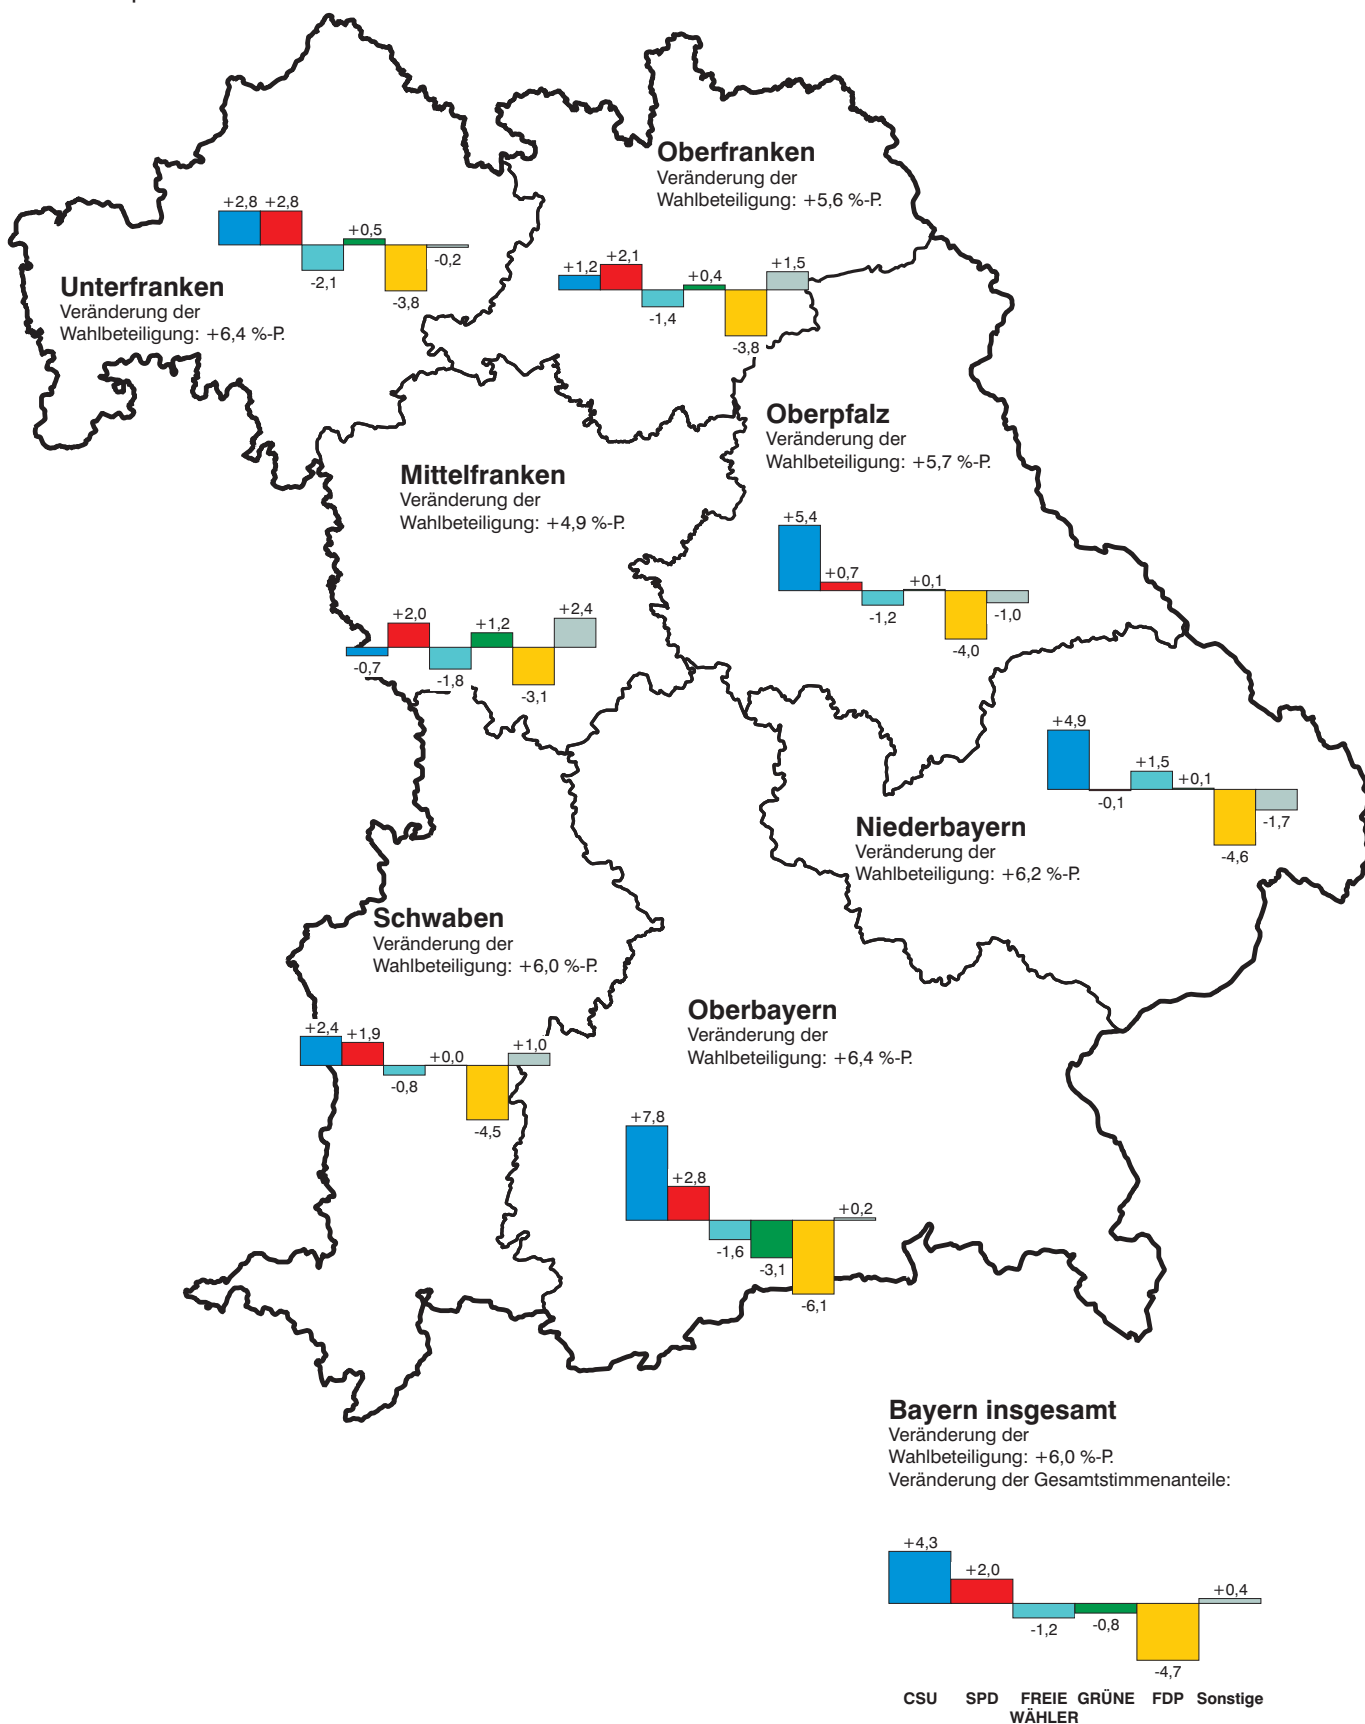 Oberfranken
Veränderung der
Wahlbeteiligung: +5,6 %-P.
+1,2
+2,1
-1,4
+0,4
-3,8
+1,5
+2,8
+2,8
-2,1
+0,5
-3,8
-0,2
Unterfranken
Veränderung der
Wahlbeteiligung: +6,4 %-P.
Oberpfalz
Veränderung der
Wahlbeteiligung: +5,7 %-P.
+5,4
+0,7
-1,2
+0,1
-4,0
-1,0
Mittelfranken
Veränderung der
Wahlbeteiligung: +4,9 %-P.
-0,7
+2,0
-1,8
+1,2
-3,1
+2,4
+4,9
-0,1
+1,5
+0,1
-4,6
-1,7
Niederbayern
Veränderung der
Wahlbeteiligung: +6,2 %-P.
Schwaben
Veränderung der
Wahlbeteiligung: +6,0 %-P.
+2,4
+1,9
-0,8
+0,0
-4,5
+1,0
Oberbayern
Veränderung der
Wahlbeteiligung: +6,4 %-P.
+7,8
+2,8
-1,6
-3,1
-6,1
+0,2
Bayern insgesamt
Veränderung der
Wahlbeteiligung: +6,0 %-P.
Veränderung der Gesamtstimmenanteile:
+4,3
+2,0
-1,2
-0,8
-4,7
+0,4
CSU SPD FREIE GRÜNE FDP Sonstige
WÄHLER